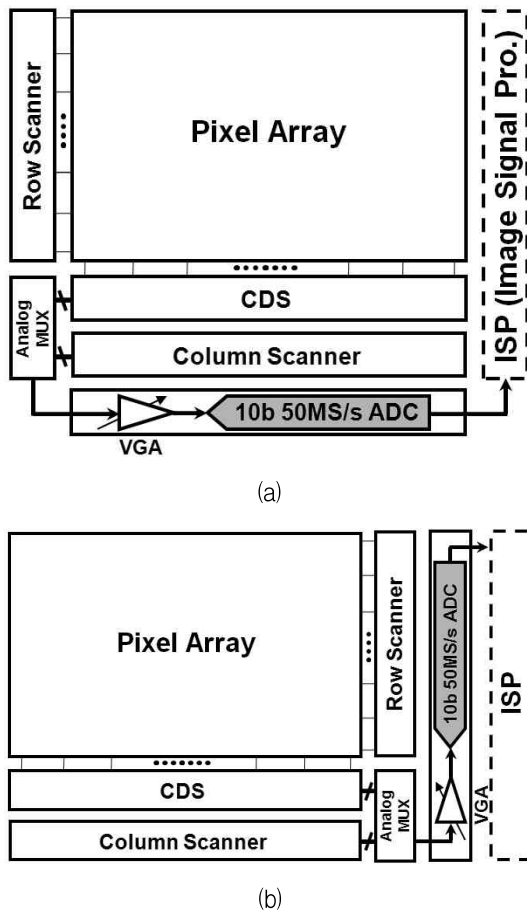 Row Scanner
Pixel Array
ISP (Image Signal Pro.)
CDS
Analog
MUX
Column Scanner
10b 50MS/s ADC
VGA
(a)
Pixel Array
Row Scanner
10b 50MS/s ADC
ISP
CDS
Analog
MUX
VGA
Column Scanner
(b)